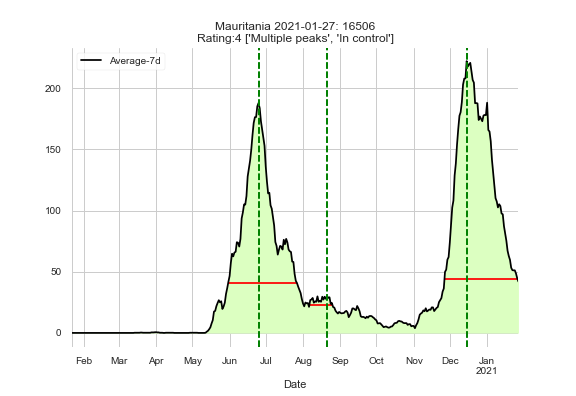 Mauritania 2021-01-27: 16506
Rating:4 ['Multiple peaks', 'In control']
Average-7d
200
150
100
50
0
Feb Mar Apr May Jun Jul Aug Sep Oct Nov Dec Jan
2021
Date